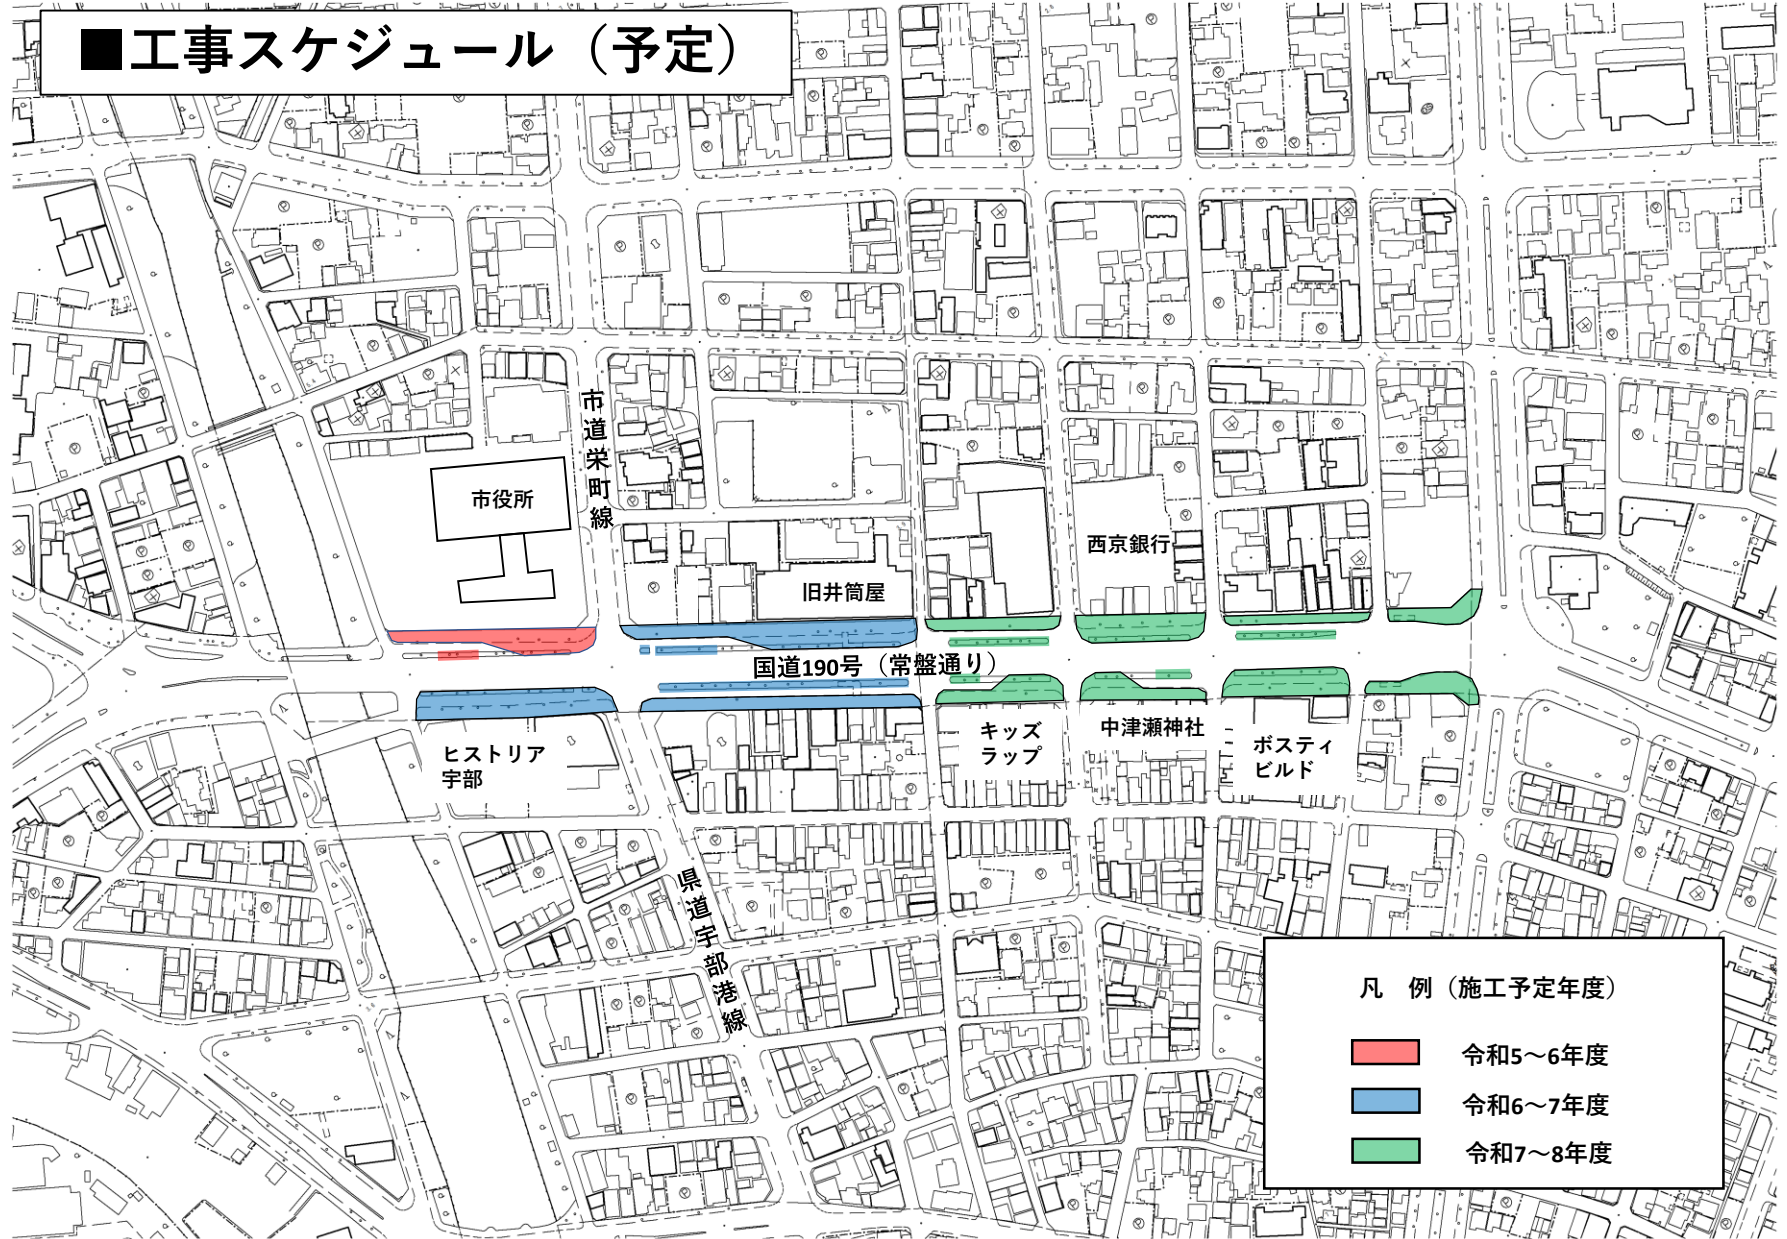 ■工事スケジュール（予定）
市道栄町線
市役所
西京銀行
旧井筒屋
国道190号（常盤通り）
ヒストリア
宇部
キッズ
ラップ
中津瀬神社
ボスティ
ビルド
県道宇部港線
凡　例（施工予定年度）
令和5～6年度
令和6～7年度
令和7～8年度